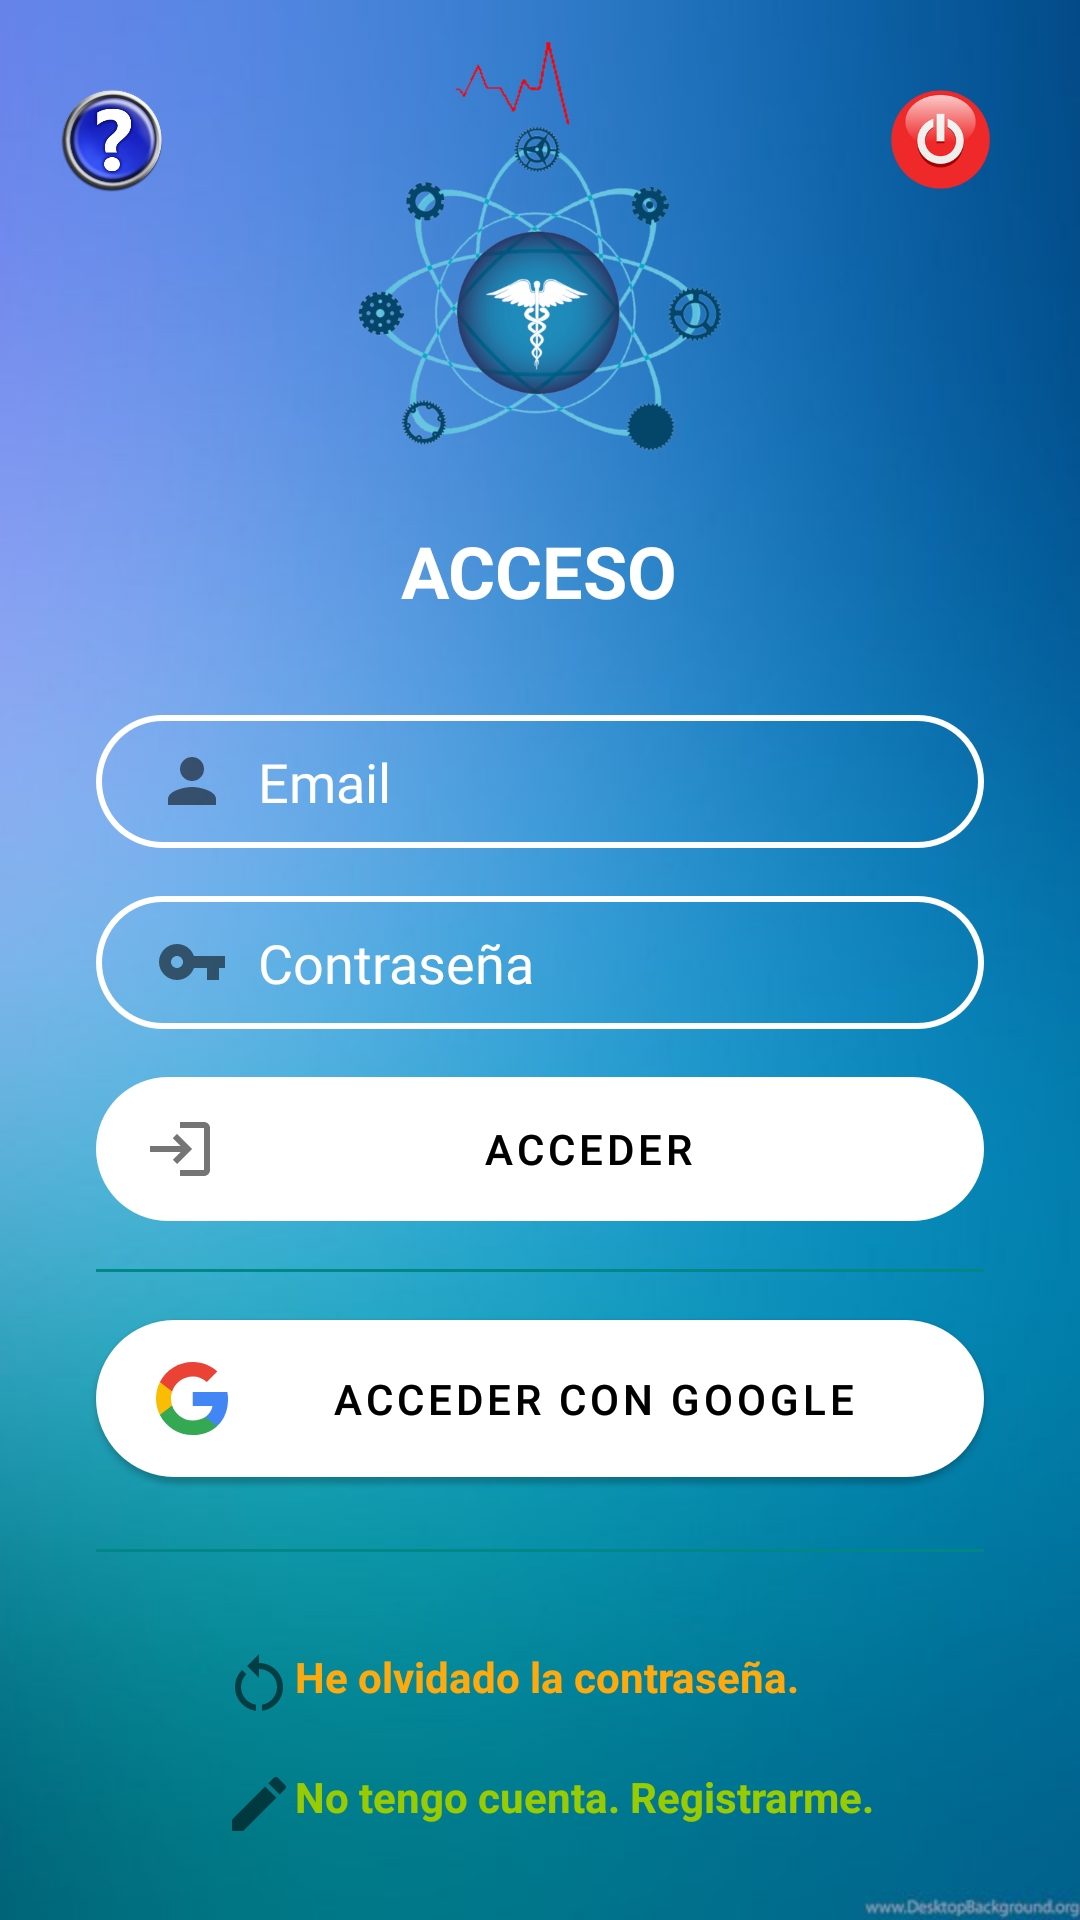 ?
ACCESO
Email
Contraseña
ACCEDER
ACCEDER CON GOOGLE
He olvidado la contraseña.
No tengo cuenta. Registrarme.
www.DesktopBackground.org